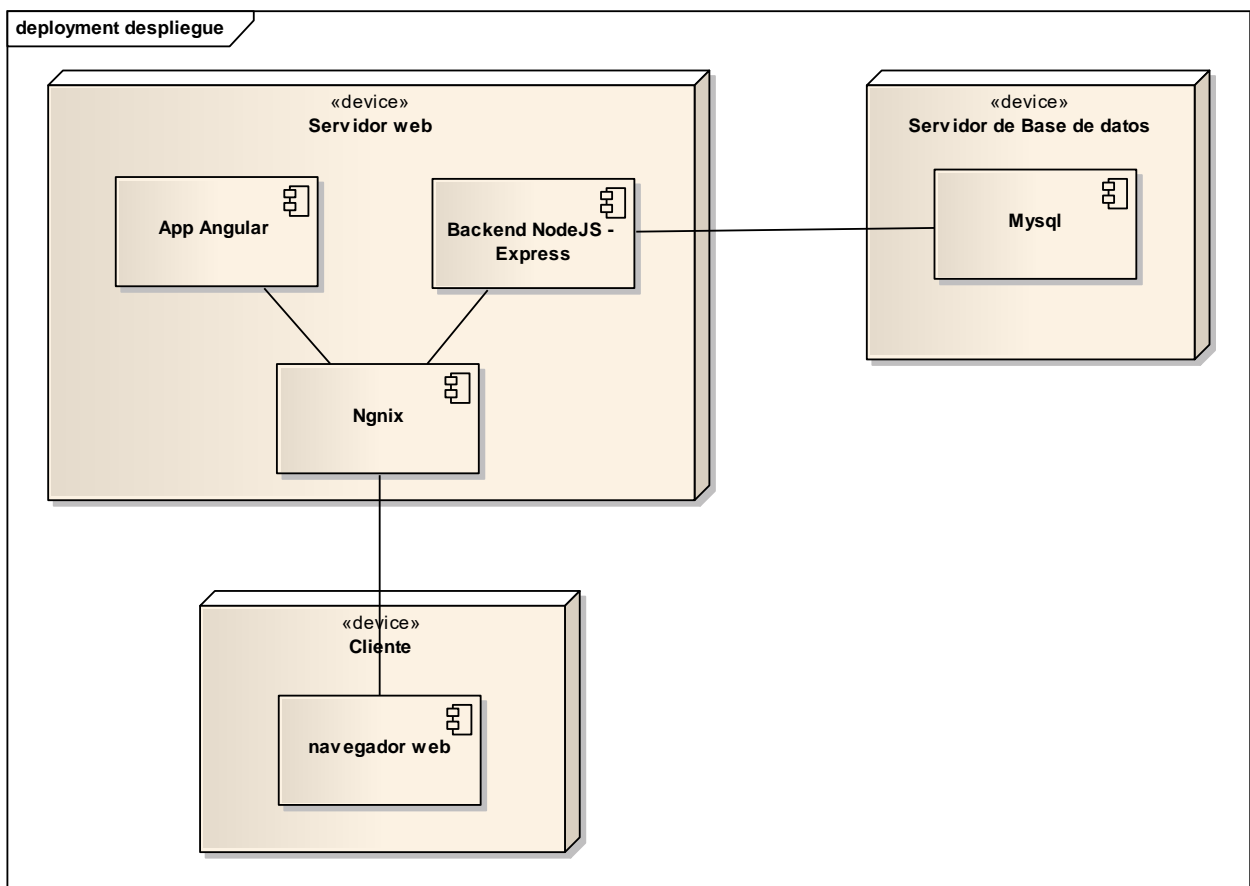 deployment despliegue
«device»
Servidor web
«device»
Servidor de Base de datos
App Angular
Backend NodeJS -
Express
Mysql
Ngnix
«device»
Cliente
navegador web